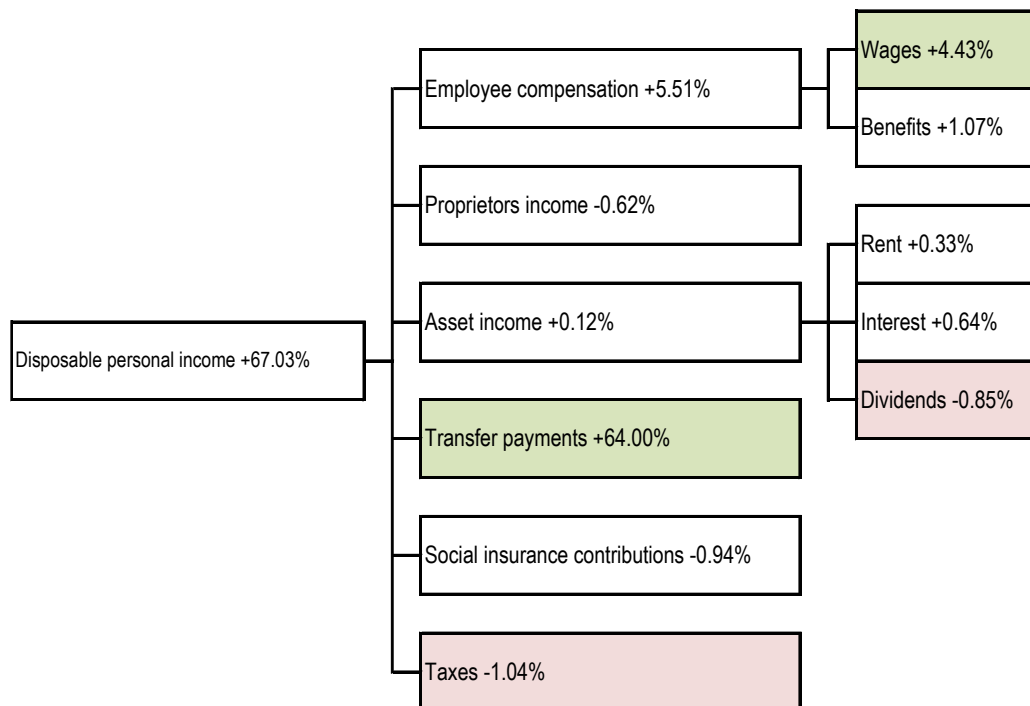 Disposable personal income +67.03%
Employee compensation +5.51%
Wages +4.43%
Benefits +1.07%
Proprietors income -0.62%
Asset income +0.12%
Rent +0.33%
Interest +0.64%
Dividends -0.85%
Transfer payments +64.00%
Social insurance contributions -0.94%
Taxes -1.04%